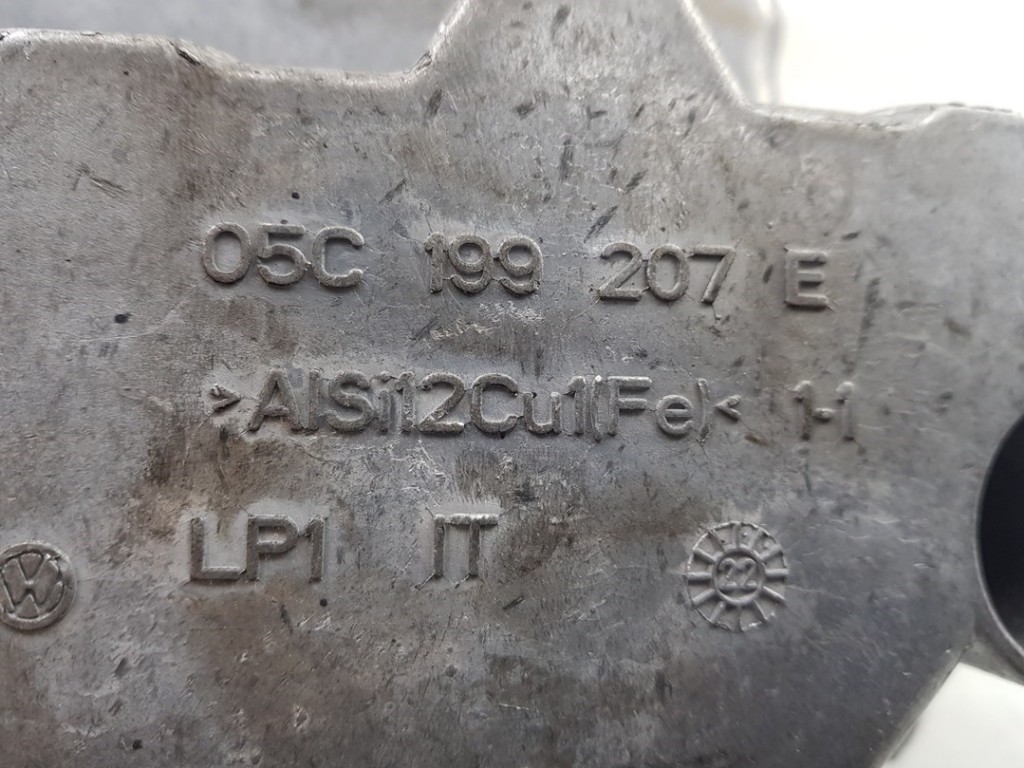 05C 199 207 E
>AlSi12Cu1(Fe)< 1-1
LP1 IT
22